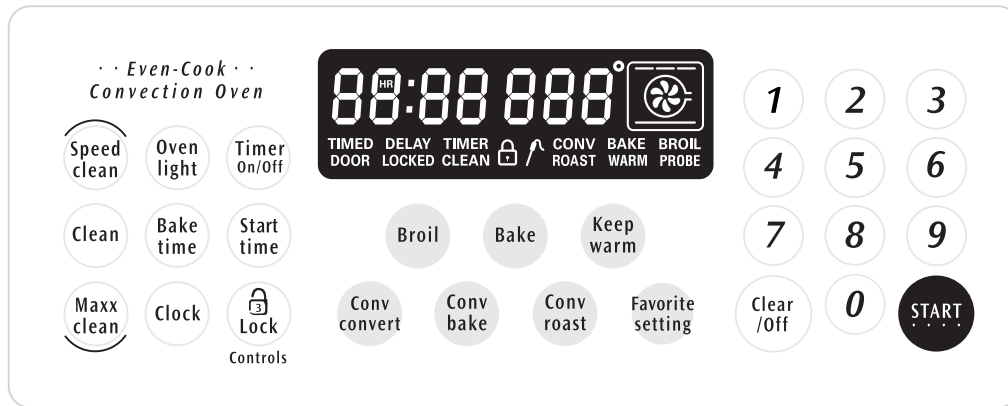 · · Even-Cook · ·
Convection Oven
Speed
clean
Oven
light
Timer
On/Off
Clean
Bake
time
Start
time
Maxx
clean
Clock
3
Lock
Controls
88:88 888°
HR
TIMED DELAY TIMER CONV BAKE BROIL
DOOR LOCKED CLEAN ROAST WARM PROBE
Broil
Bake
Keep
warm
Conv
convert
Conv
bake
Conv
roast
Favorite
setting
1 2 3
4 5 6
7 8 9
Clear
/Off
0
START